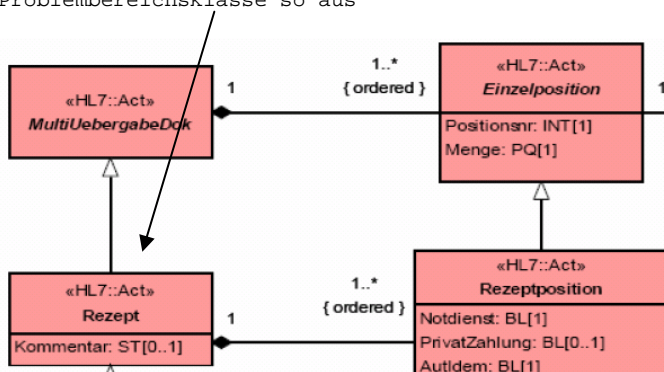 Problembereichsklasse so aus
«HL7::Act»
MultiUebergabeDok
1
1..*
{ ordered }
«HL7::Act»
Einzelposition
Positionsnr: INT[1]
Menge: PQ[1]
1
«HL7::Act»
Rezept
Kommentar: ST[0..1]
1
1..*
{ ordered }
«HL7::Act»
Rezeptposition
Notdienst: BL[1]
PrivatZahlung: BL[0..1]
AutIdem: BL[1]